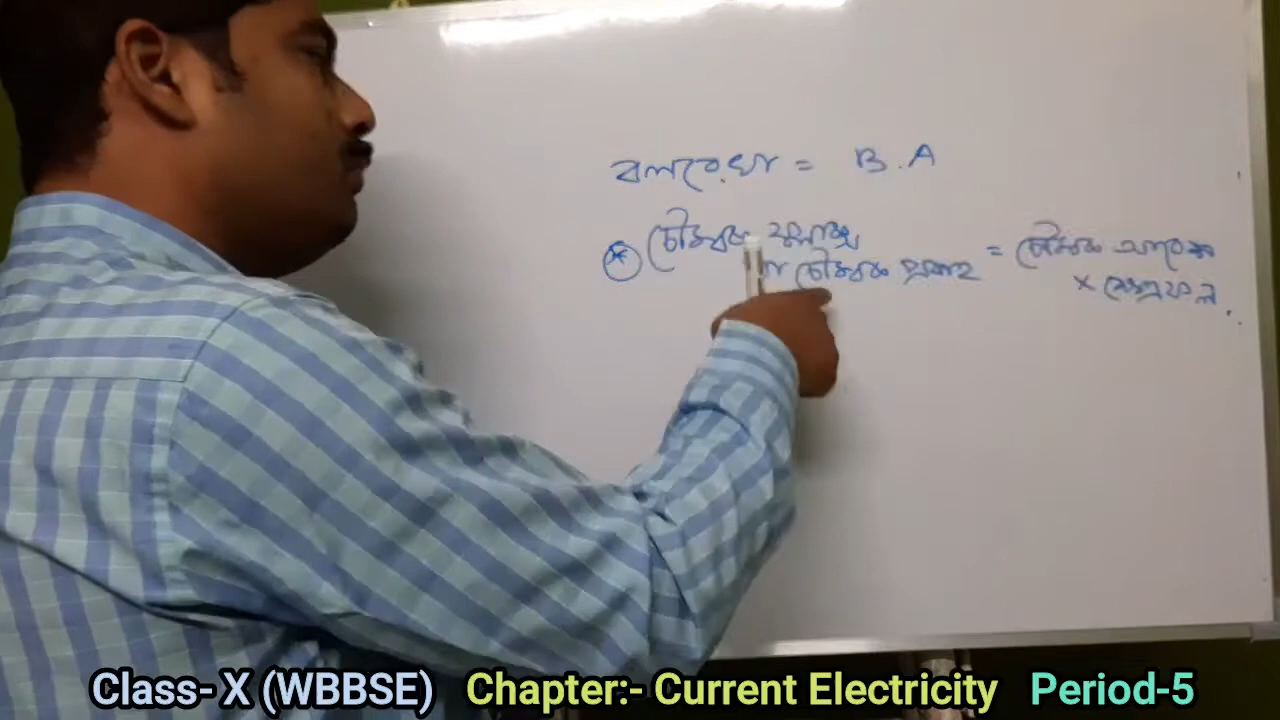 বলরেখা = B.A
চৌম্বক ফ্লাক্স
বা চৌম্বক প্রবাহ = চৌম্বক আবেশ
× ক্ষেত্রফল.
Class- X (WBBSE) Chapter:- Current Electricity Period-5